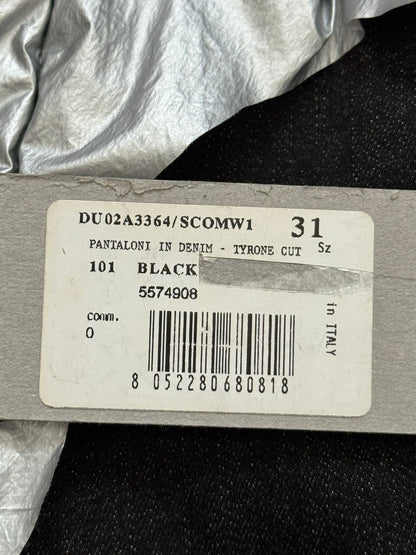 DU02A3364/SCOMW1 31
PANTALONI IN DENIM - TYRONE CUT Sz
101 BLACK
5574908
comm.
0
in ITALY
8 052280 680818